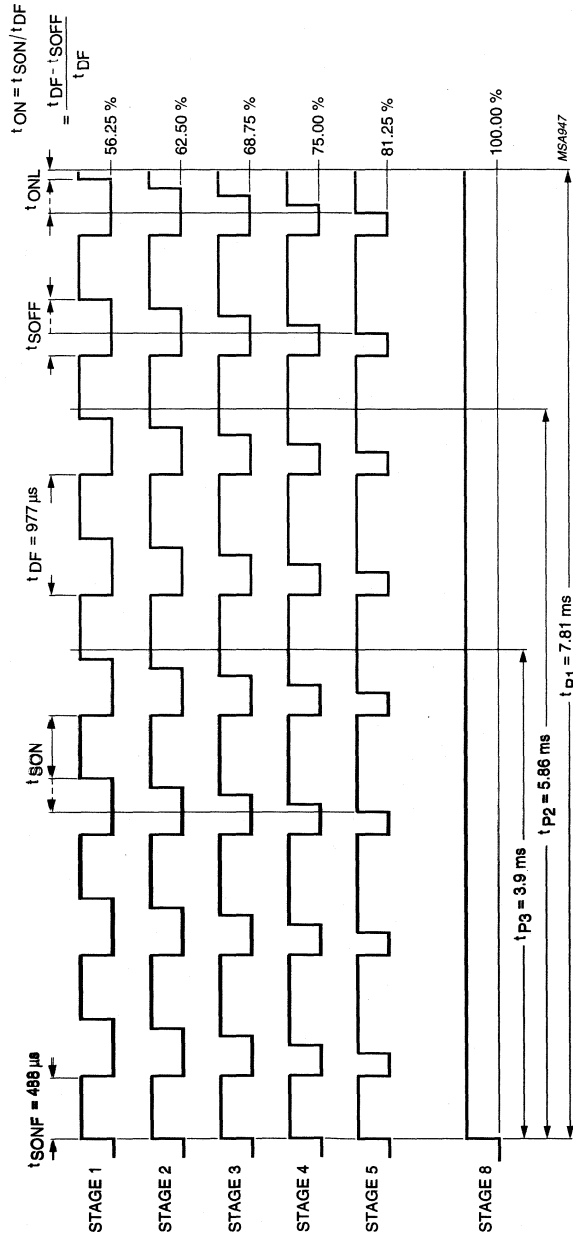 t ON = t SON / t DF
= t DF - t SOFF
t DF
t SONF = 488 µs
t SON
t DF = 977 µs
t SOFF
t ONL
STAGE 1
56.25 %
STAGE 2
62.50 %
STAGE 3
68.75 %
STAGE 4
75.00 %
STAGE 5
81.25 %
STAGE 8
100.00 %
t P3 = 3.9 ms
t P2 = 5.86 ms
t P1 = 7.81 ms
MSA947